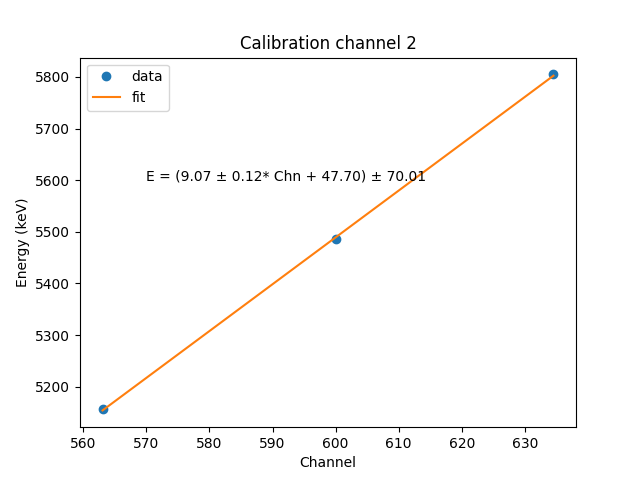 Calibration channel 2
data
fit
E = (9.07 ± 0.12* Chn + 47.70) ± 70.01
Energy (keV)
5800
5700
5600
5500
5400
5300
5200
560 570 580 590 600 610 620 630
Channel